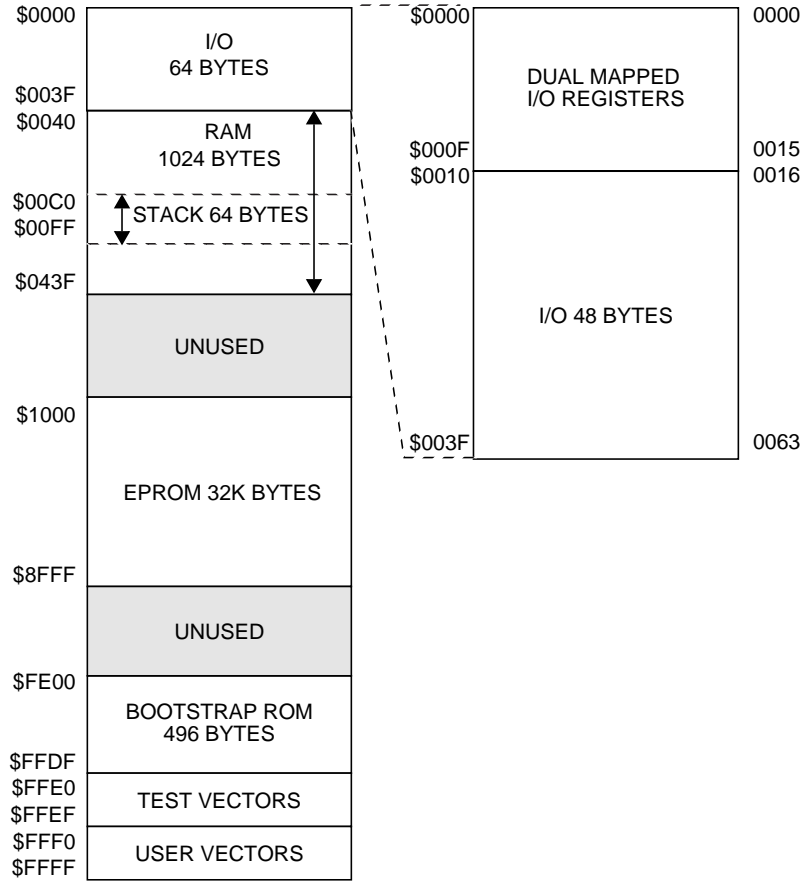 $0000
I/O
64 BYTES
$003F
$0040
RAM
1024 BYTES
$00C0
STACK 64 BYTES
$00FF
$043F
UNUSED
$1000
EPROM 32K BYTES
$8FFF
UNUSED
$FE00
BOOTSTRAP ROM
496 BYTES
$FFDF
$FFE0
TEST VECTORS
$FFEF
$FFF0
USER VECTORS
$FFFF
$0000
0000
DUAL MAPPED
I/O REGISTERS
$000F
0015
$0010
0016
I/O 48 BYTES
$003F
0063